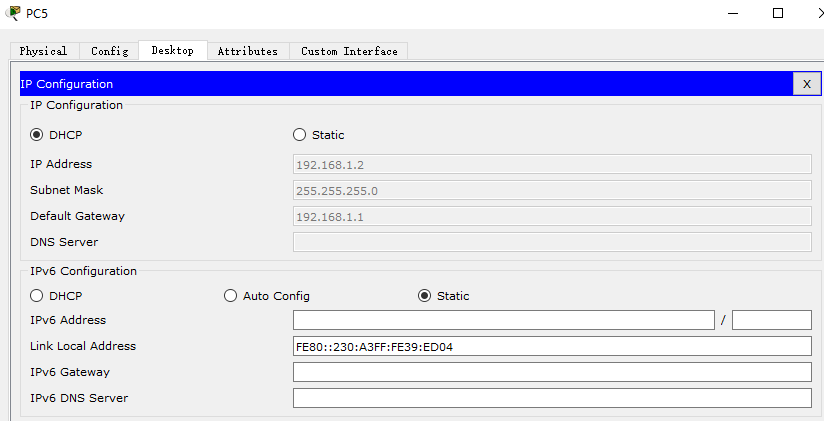 PC5
Physical Config Desktop Attributes Custom Interface
IP Configuration X
IP Configuration
DHCP Static
IP Address 192.168.1.2
Subnet Mask 255.255.255.0
Default Gateway 192.168.1.1
DNS Server
IPv6 Configuration
DHCP Auto Config Static
IPv6 Address /
Link Local Address FE80::230:A3FF:FE39:ED04
IPv6 Gateway
IPv6 DNS Server